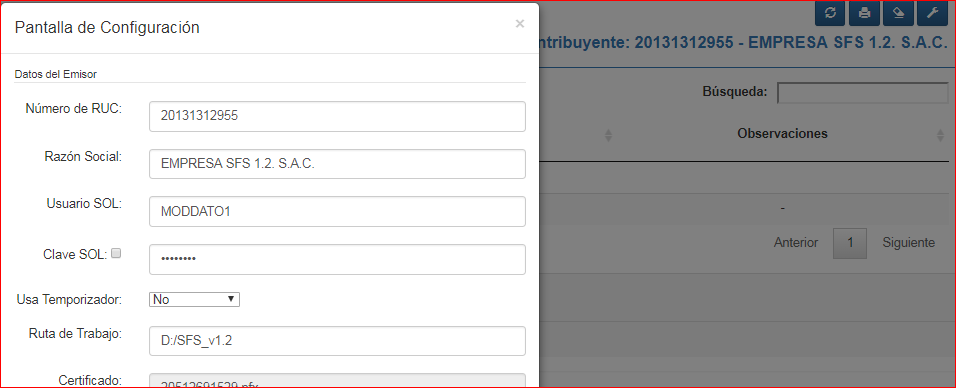 Pantalla de Configuración ×
Datos del Emisor
Número de RUC: 20131312955
Razón Social: EMPRESA SFS 1.2. S.A.C.
Usuario SOL: MODDATO1
Clave SOL: ••••••••
Usa Temporizador: No
Ruta de Trabajo: D:/SFS_v1.2
Certificado: 20512691529.pfx
ntribuyente: 20131312955 - EMPRESA SFS 1.2. S.A.C.
Búsqueda:
Observaciones
-
Anterior 1 Siguiente